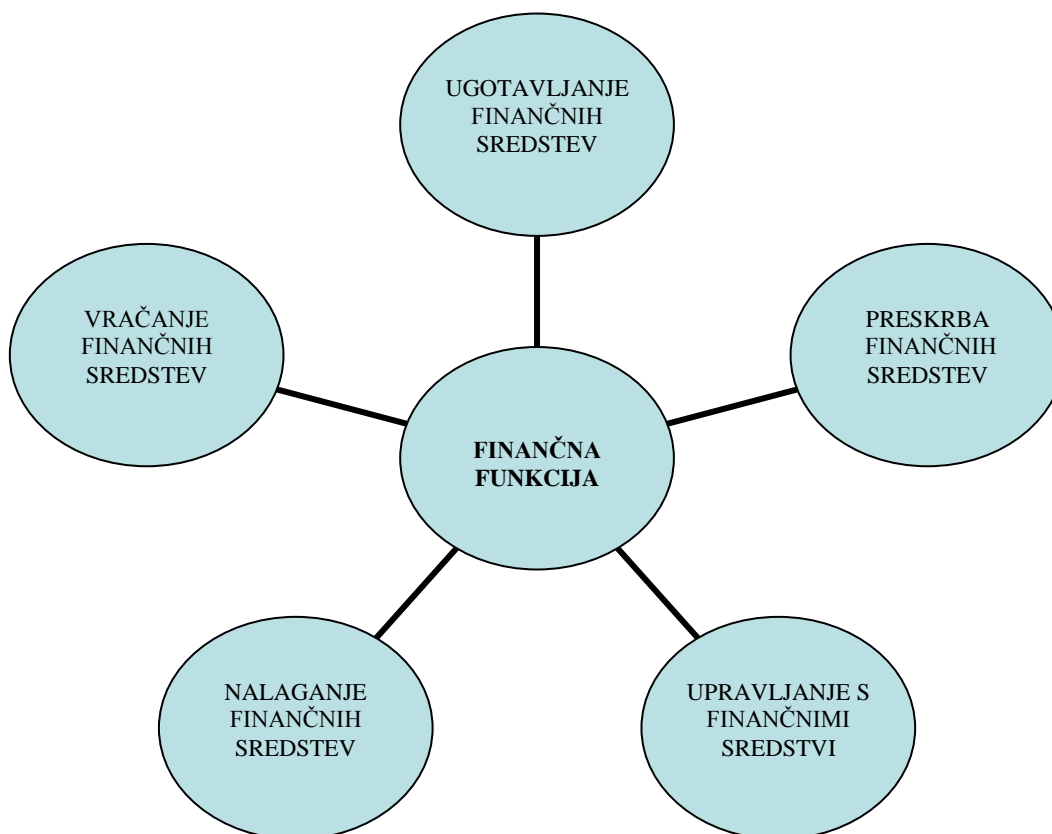 UGOTAVLJANJE
FINANČNIH
SREDSTEV
VRAČANJE
FINANČNIH
SREDSTEV
PRESKRBA
FINANČNIH
SREDSTEV
FINANČNA
FUNKCIJA
NALAGANJE
FINANČNIH
SREDSTEV
UPRAVLJANJE S
FINANČNIMI
SREDSTVI